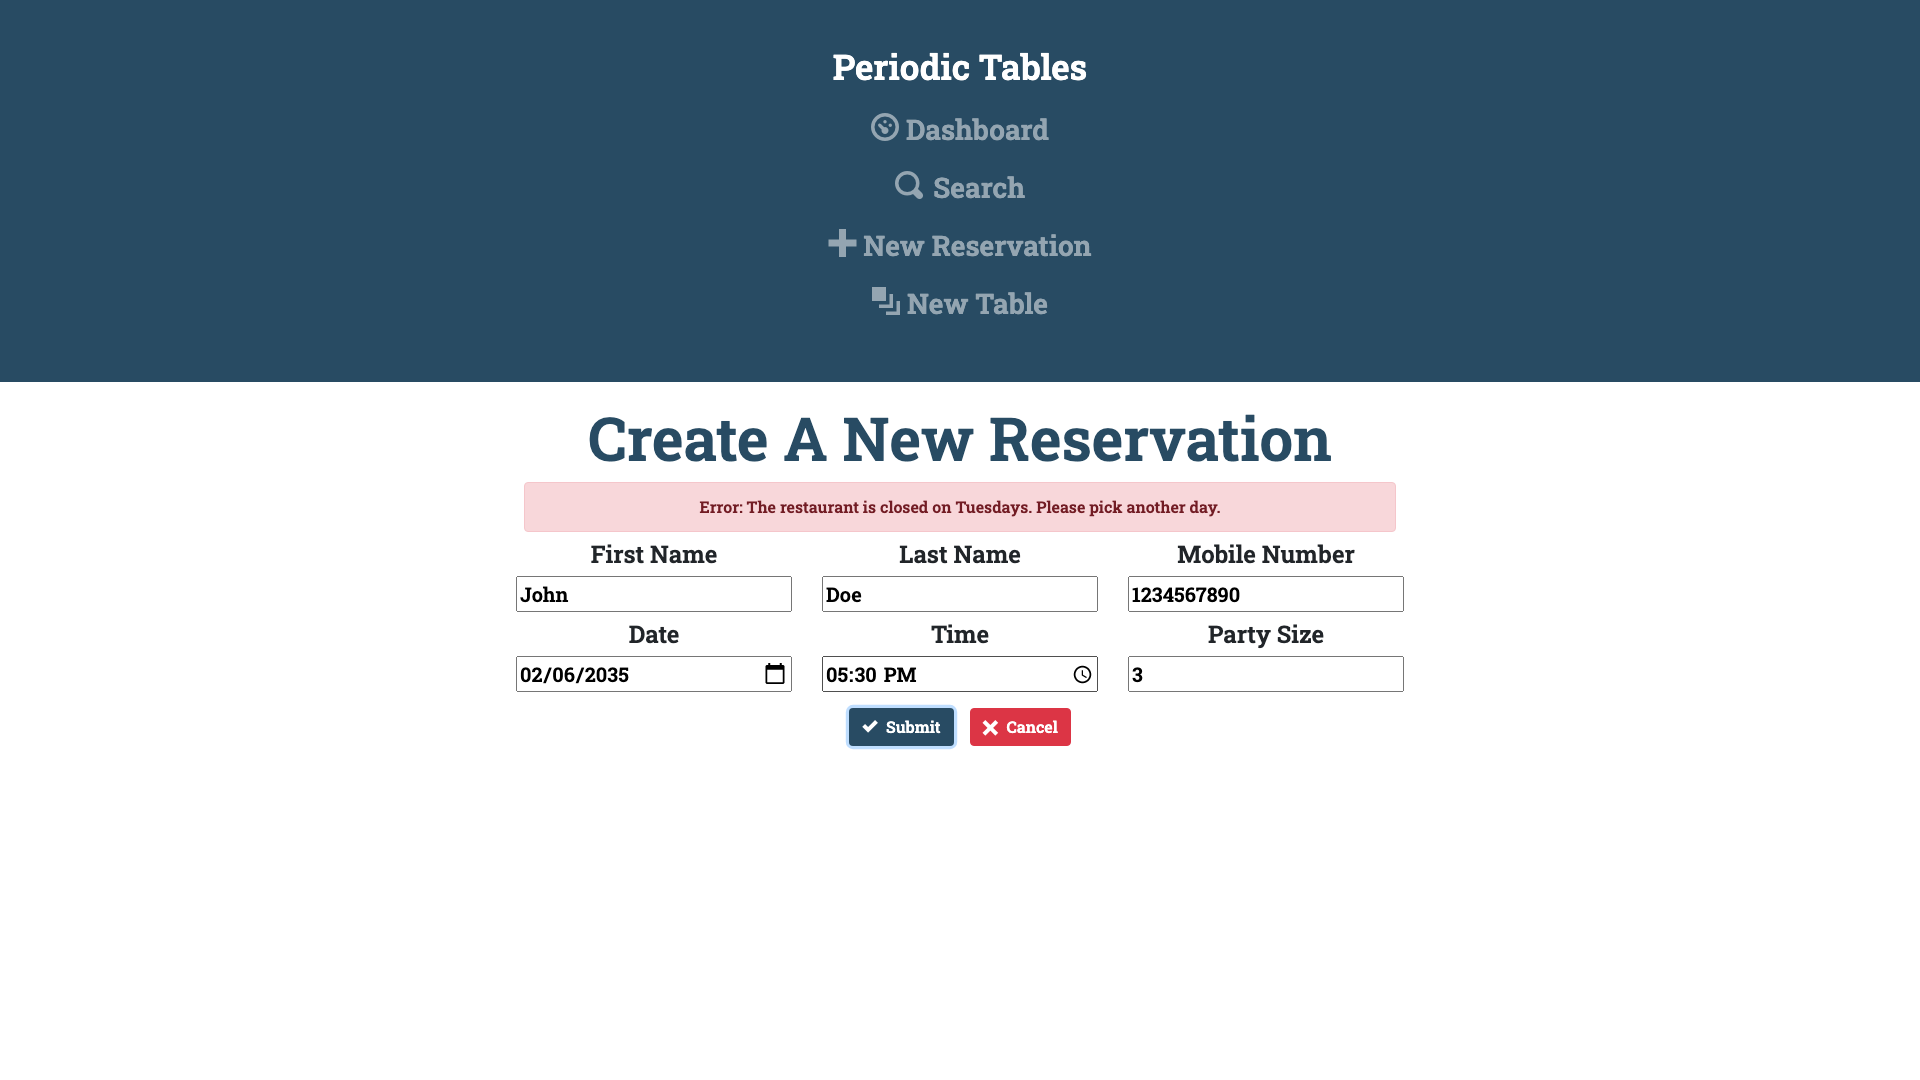 Periodic Tables
Dashboard
Search
New Reservation
New Table
Create A New Reservation
Error: The restaurant is closed on Tuesdays. Please pick another day.
First Name Last Name Mobile Number
John Doe 1234567890
Date Time Party Size
02/06/2035 05:30 PM 3
Submit Cancel